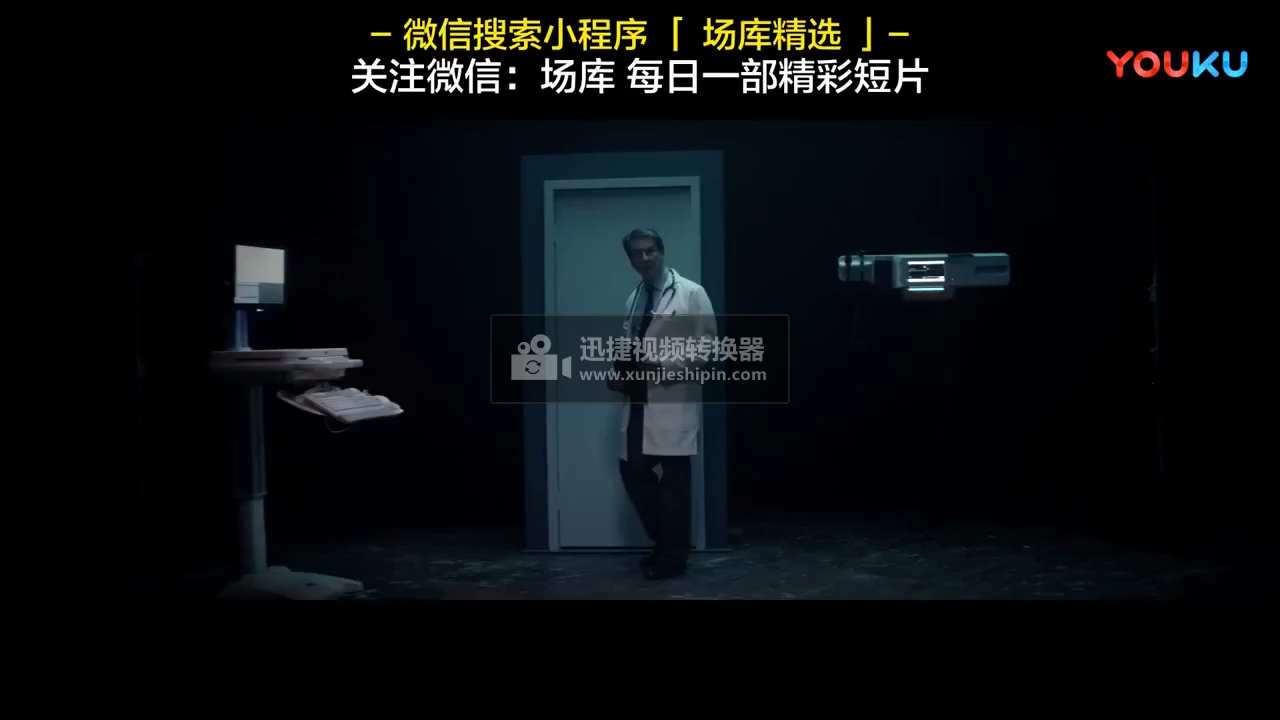 – 微信搜索小程序 「 场库精选 」–
关注微信：场库 每日一部精彩短片
YOUKU
迅捷视频转换器
www.xunjieshipin.com